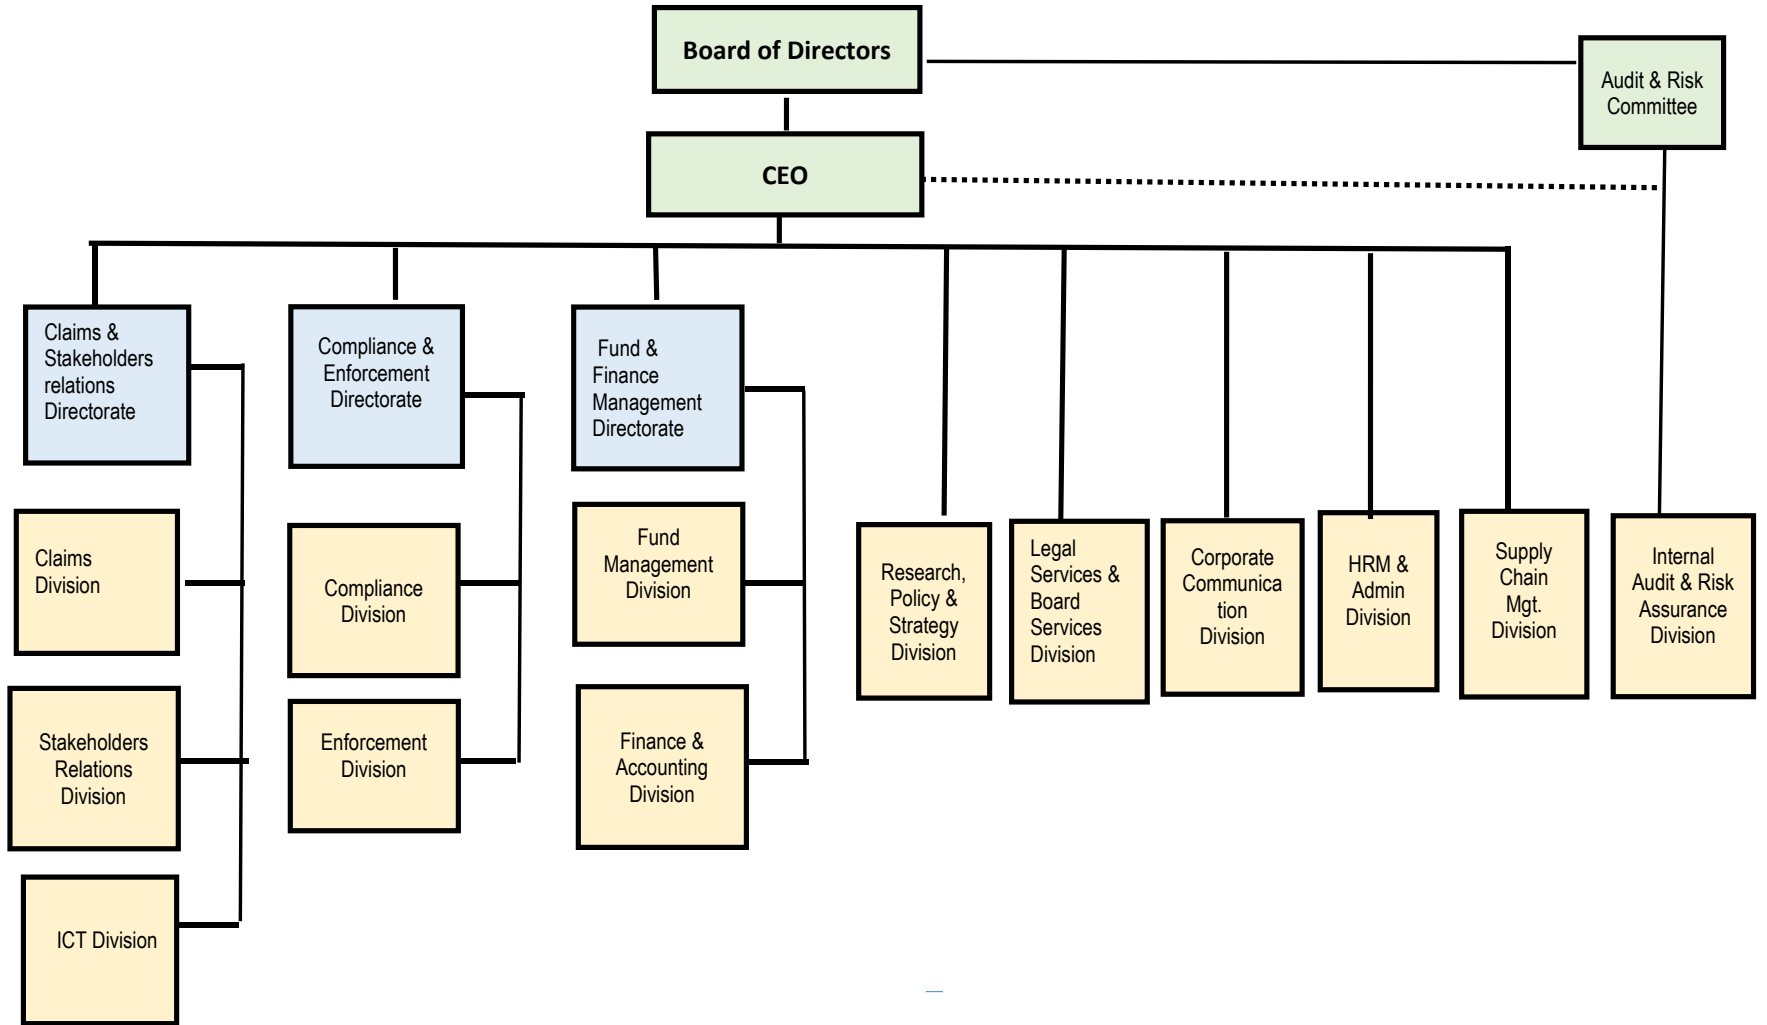 Board of Directors
Audit & Risk
Committee
CEO
Claims &
Stakeholders
relations
Directorate
Compliance &
Enforcement
Directorate
Fund &
Finance
Management
Directorate
Claims
Division
Compliance
Division
Fund
Management
Division
Research,
Policy &
Strategy
Division
Legal
Services &
Board
Services
Division
Corporate
Communica
tion
Division
HRM &
Admin
Division
Supply
Chain
Mgt.
Division
Internal
Audit & Risk
Assurance
Division
Stakeholders
Relations
Division
Enforcement
Division
Finance &
Accounting
Division
ICT Division